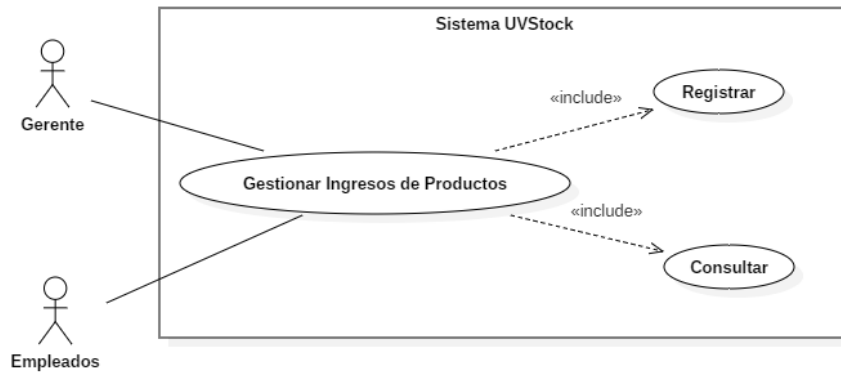 Sistema UVStock
Gerente
«include»
Registrar
Gestionar Ingresos de Productos
«include»
Consultar
Empleados